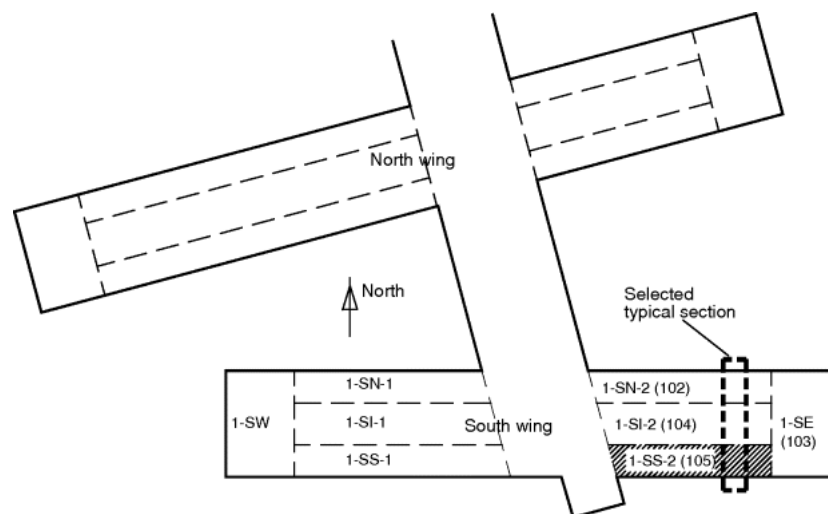 North wing
North
Selected
typical section
1-SN-1
1-SN-2 (102)
1-SW
1-SI-1
South wing
1-SI-2 (104)
1-SE
(103)
1-SS-1
1-SS-2 (105)